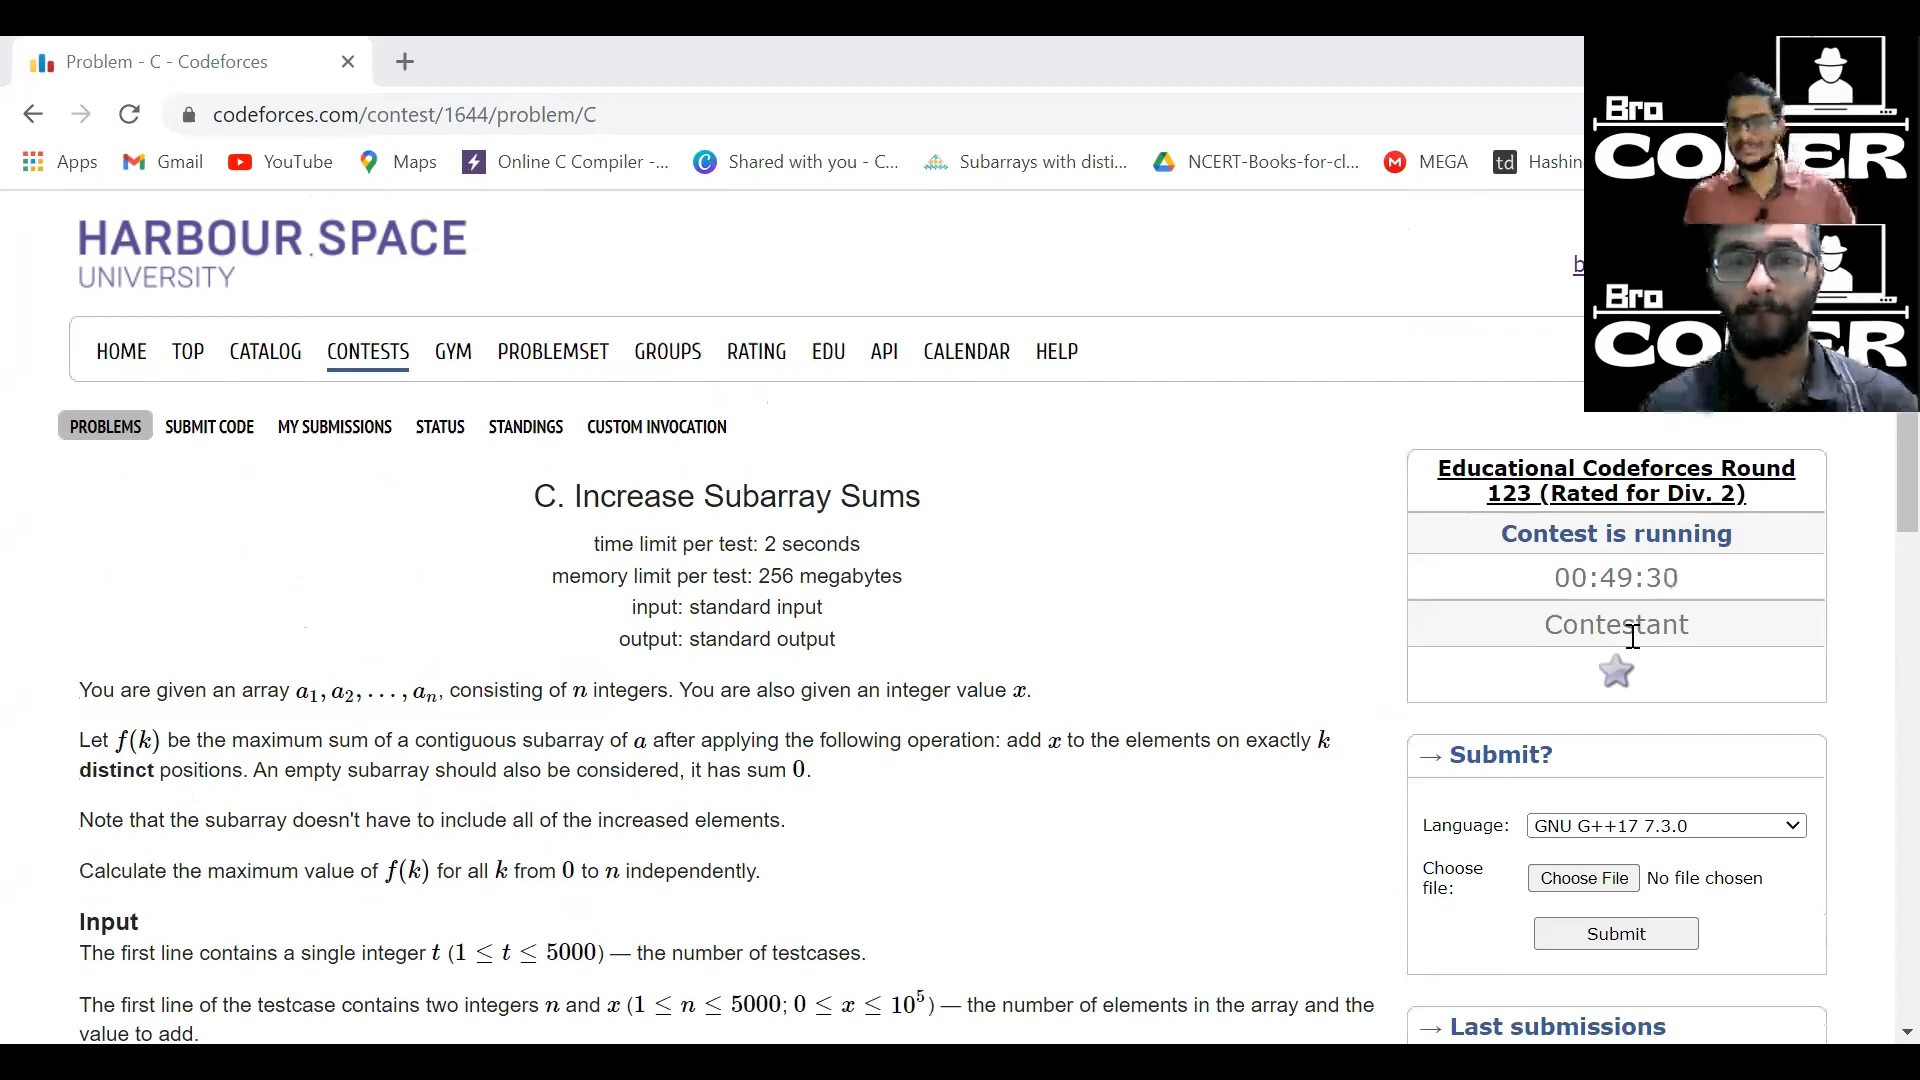 Problem - C - Codeforces
codeforces.com/contest/1644/problem/C
Apps Gmail YouTube Maps Online C Compiler -... Shared with you - C... Subarrays with disti... NCERT-Books-for-cl... MEGA td Hashin
Bro
CODER
Bro
HARBOUR.SPACE
UNIVERSITY
HOME TOP CATALOG CONTESTS GYM PROBLEMSET GROUPS RATING EDU API CALENDAR HELP
PROBLEMS SUBMIT CODE MY SUBMISSIONS STATUS STANDINGS CUSTOM INVOCATION
C. Increase Subarray Sums
time limit per test: 2 seconds
memory limit per test: 256 megabytes
input: standard input
output: standard output
You are given an array a₁, a₂, . . . , aₙ, consisting of n integers. You are also given an integer value x.
Let f(k) be the maximum sum of a contiguous subarray of a after applying the following operation: add x to the elements on exactly k
distinct positions. An empty subarray should also be considered, it has sum 0.
Note that the subarray doesn't have to include all of the increased elements.
Calculate the maximum value of f(k) for all k from 0 to n independently.
Input
The first line contains a single integer t (1 ≤ t ≤ 5000) — the number of testcases.
The first line of the testcase contains two integers n and x (1 ≤ n ≤ 5000; 0 ≤ x ≤ 10⁵) — the number of elements in the array and the
value to add.
Educational Codeforces Round
123 (Rated for Div. 2)
Contest is running
00:49:30
Contestant
→ Submit?
Language: GNU G++17 7.3.0
Choose
file: Choose File No file chosen
Submit
→ Last submissions